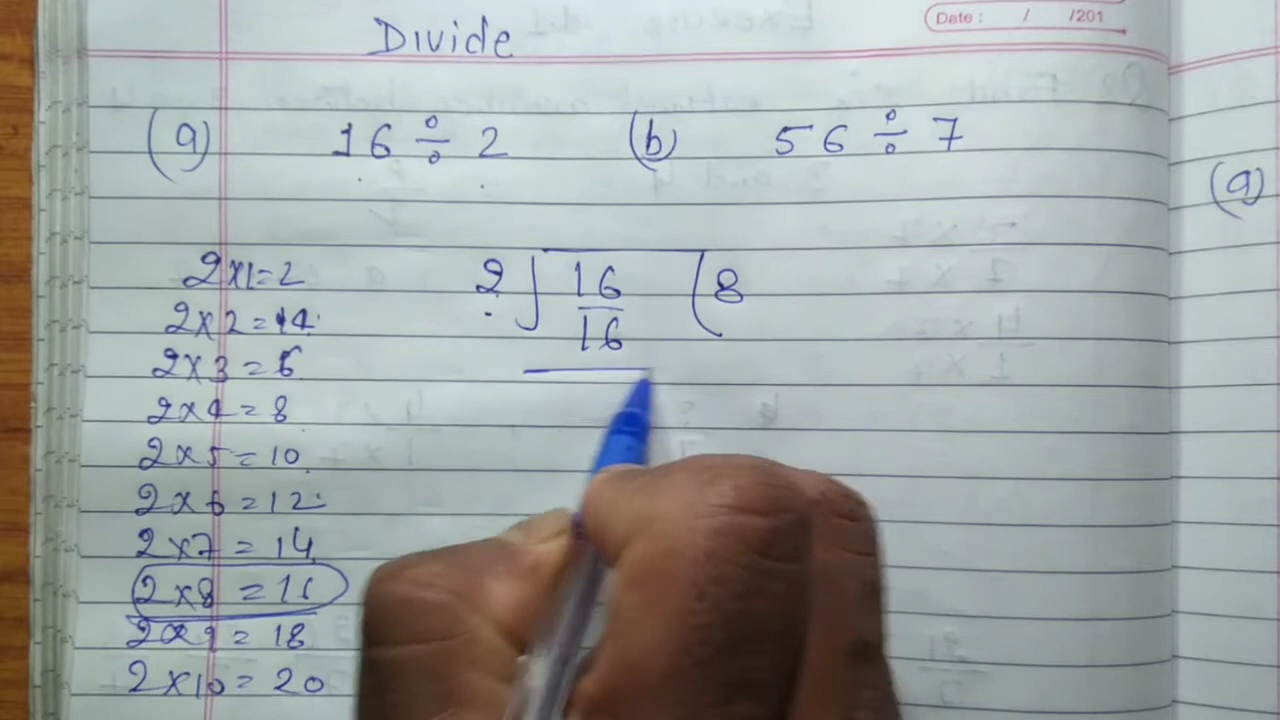 Date : / /201
Divide
(a) 16 ÷ 2 (b) 56 ÷ 7
(a)
2 16 8
16
2x1=2
2x2=4
2x3=6
2x4=8
2x5=10
2x6=12
2x7=14
2x8=16
2x9=18
2x10=20